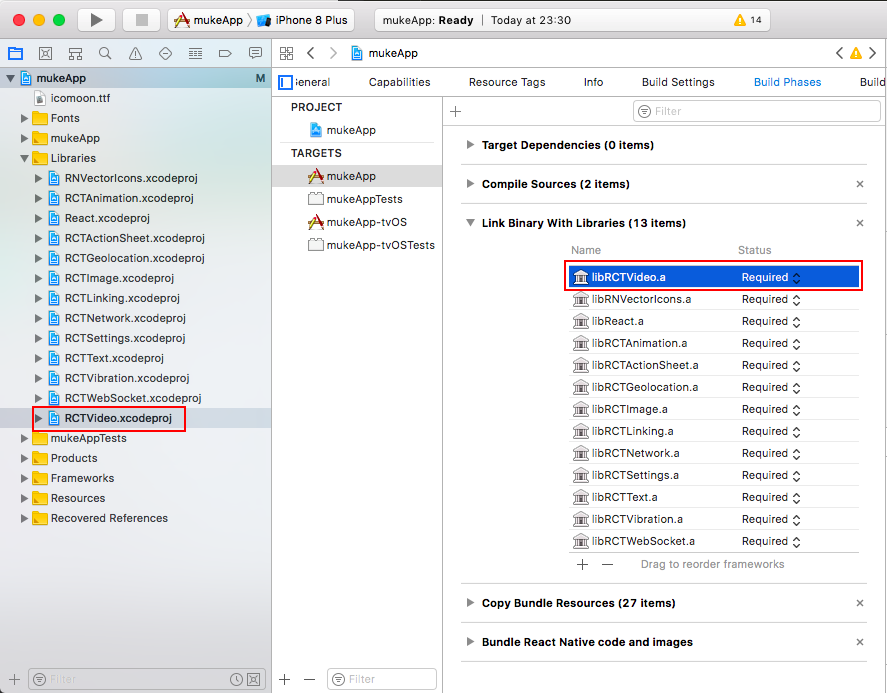 mukeApp iPhone 8 Plus
mukeApp: Ready Today at 23:30 14
mukeApp M
icomoon.ttf
Fonts
mukeApp
Libraries
RNVectorIcons.xcodeproj
RCTAnimation.xcodeproj
React.xcodeproj
RCTActionSheet.xcodeproj
RCTGeolocation.xcodeproj
RCTImage.xcodeproj
RCTLinking.xcodeproj
RCTNetwork.xcodeproj
RCTSettings.xcodeproj
RCTText.xcodeproj
RCTVibration.xcodeproj
RCTWebSocket.xcodeproj
RCTVideo.xcodeproj
mukeAppTests
Products
Frameworks
Resources
Recovered References
Filter
mukeApp
ieneral Capabilities Resource Tags Info Build Settings Build Phases Build
PROJECT
mukeApp
TARGETS
mukeApp
mukeAppTests
mukeApp-tvOS
mukeApp-tvOSTests
Filter
Filter
Target Dependencies (0 items)
Compile Sources (2 items)
Link Binary With Libraries (13 items)
Name Status
libRCTVideo.a Required
libRNVectorIcons.a Required
libReact.a Required
libRCTAnimation.a Required
libRCTActionSheet.a Required
libRCTGeolocation.a Required
libRCTImage.a Required
libRCTLinking.a Required
libRCTNetwork.a Required
libRCTSettings.a Required
libRCTText.a Required
libRCTVibration.a Required
libRCTWebSocket.a Required
Drag to reorder frameworks
Copy Bundle Resources (27 items)
Bundle React Native code and images